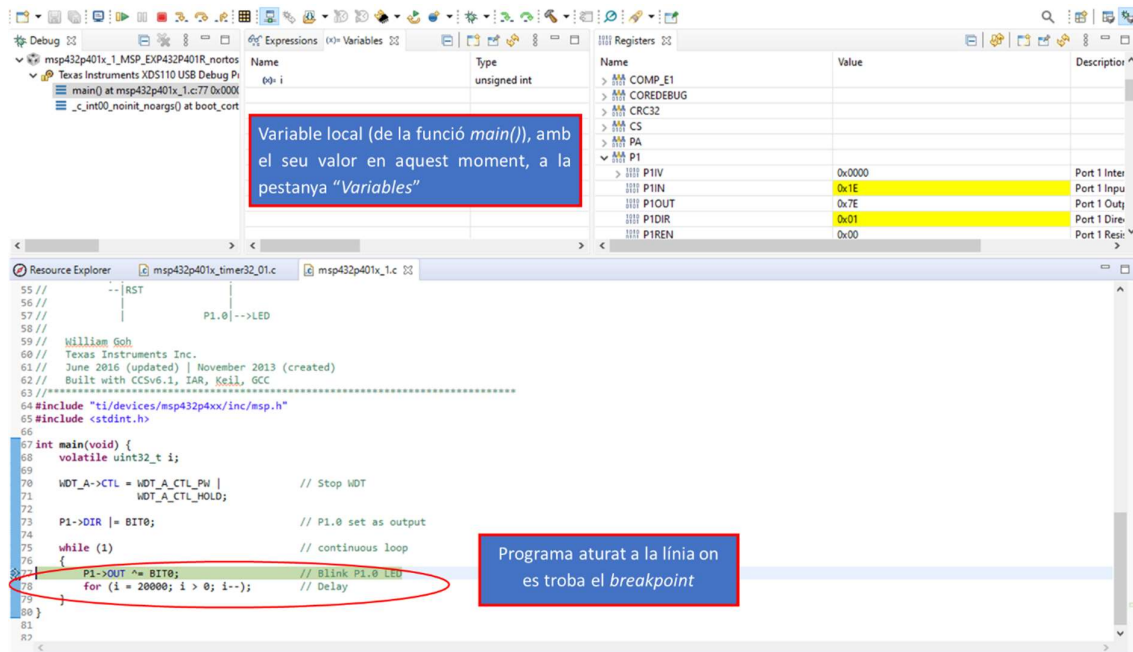 Debug
Expressions (x)= Variables
Registers
msp432p401x_1_MSP_EXP432P401R_nortos
Texas Instruments XDS110 USB Debug Pr
main() at msp432p401x_1.c:77 0x0000
_c_int00_noinit_noargs() at boot_cort
Name Type
(x)= i unsigned int
Variable local (de la funció main()), amb
el seu valor en aquest moment, a la
pestanya “Variables”
Name Value Description
COMP_E1
COREDEBUG
CRC32
CS
PA
P1
P1IV 0x0000 Port 1 Inter
P1IN 0x1E Port 1 Inpu
P1OUT 0x7E Port 1 Outp
P1DIR 0x01 Port 1 Dire
P1REN 0x00 Port 1 Resis
Resource Explorer msp432p401x_timer32_01.c msp432p401x_1.c
55 // --|RST |
56 // | |
57 // | P1.0|-->LED
58 //
59 // William Goh
60 // Texas Instruments Inc.
61 // June 2016 (updated) | November 2013 (created)
62 // Built with CCSv6.1, IAR, Keil, GCC
63 //******************************************************************************
64 #include "ti/devices/msp432p4xx/inc/msp.h"
65 #include <stdint.h>
66
67 int main(void) {
68 volatile uint32_t i;
69
70 WDT_A->CTL = WDT_A_CTL_PW | // Stop WDT
71 WDT_A_CTL_HOLD;
72
73 P1->DIR |= BIT0; // P1.0 set as output
74
75 while (1) // continuous loop
76 {
77 P1->OUT ^= BIT0; // Blink P1.0 LED
78 for (i = 20000; i > 0; i--); // Delay
79 }
80 }
81
82
Programa aturat a la línia on
es troba el breakpoint